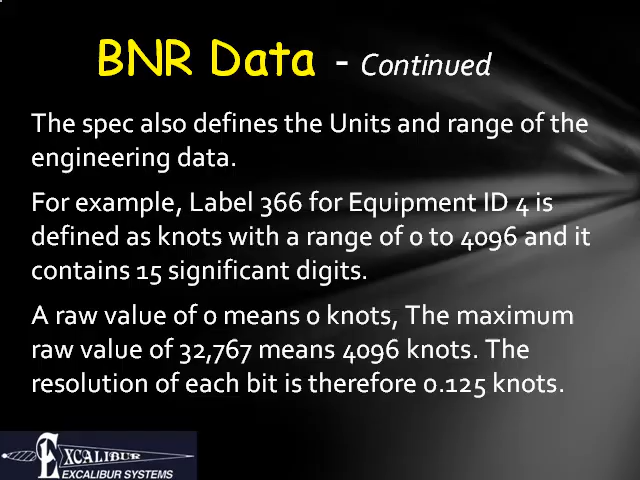 BNR Data - Continued
The spec also defines the Units and range of the
engineering data.
For example, Label 366 for Equipment ID 4 is
defined as knots with a range of 0 to 4096 and it
contains 15 significant digits.
A raw value of 0 means 0 knots, The maximum
raw value of 32,767 means 4096 knots. The
resolution of each bit is therefore 0.125 knots.
EXCALIBUR
EXCALIBUR SYSTEMS